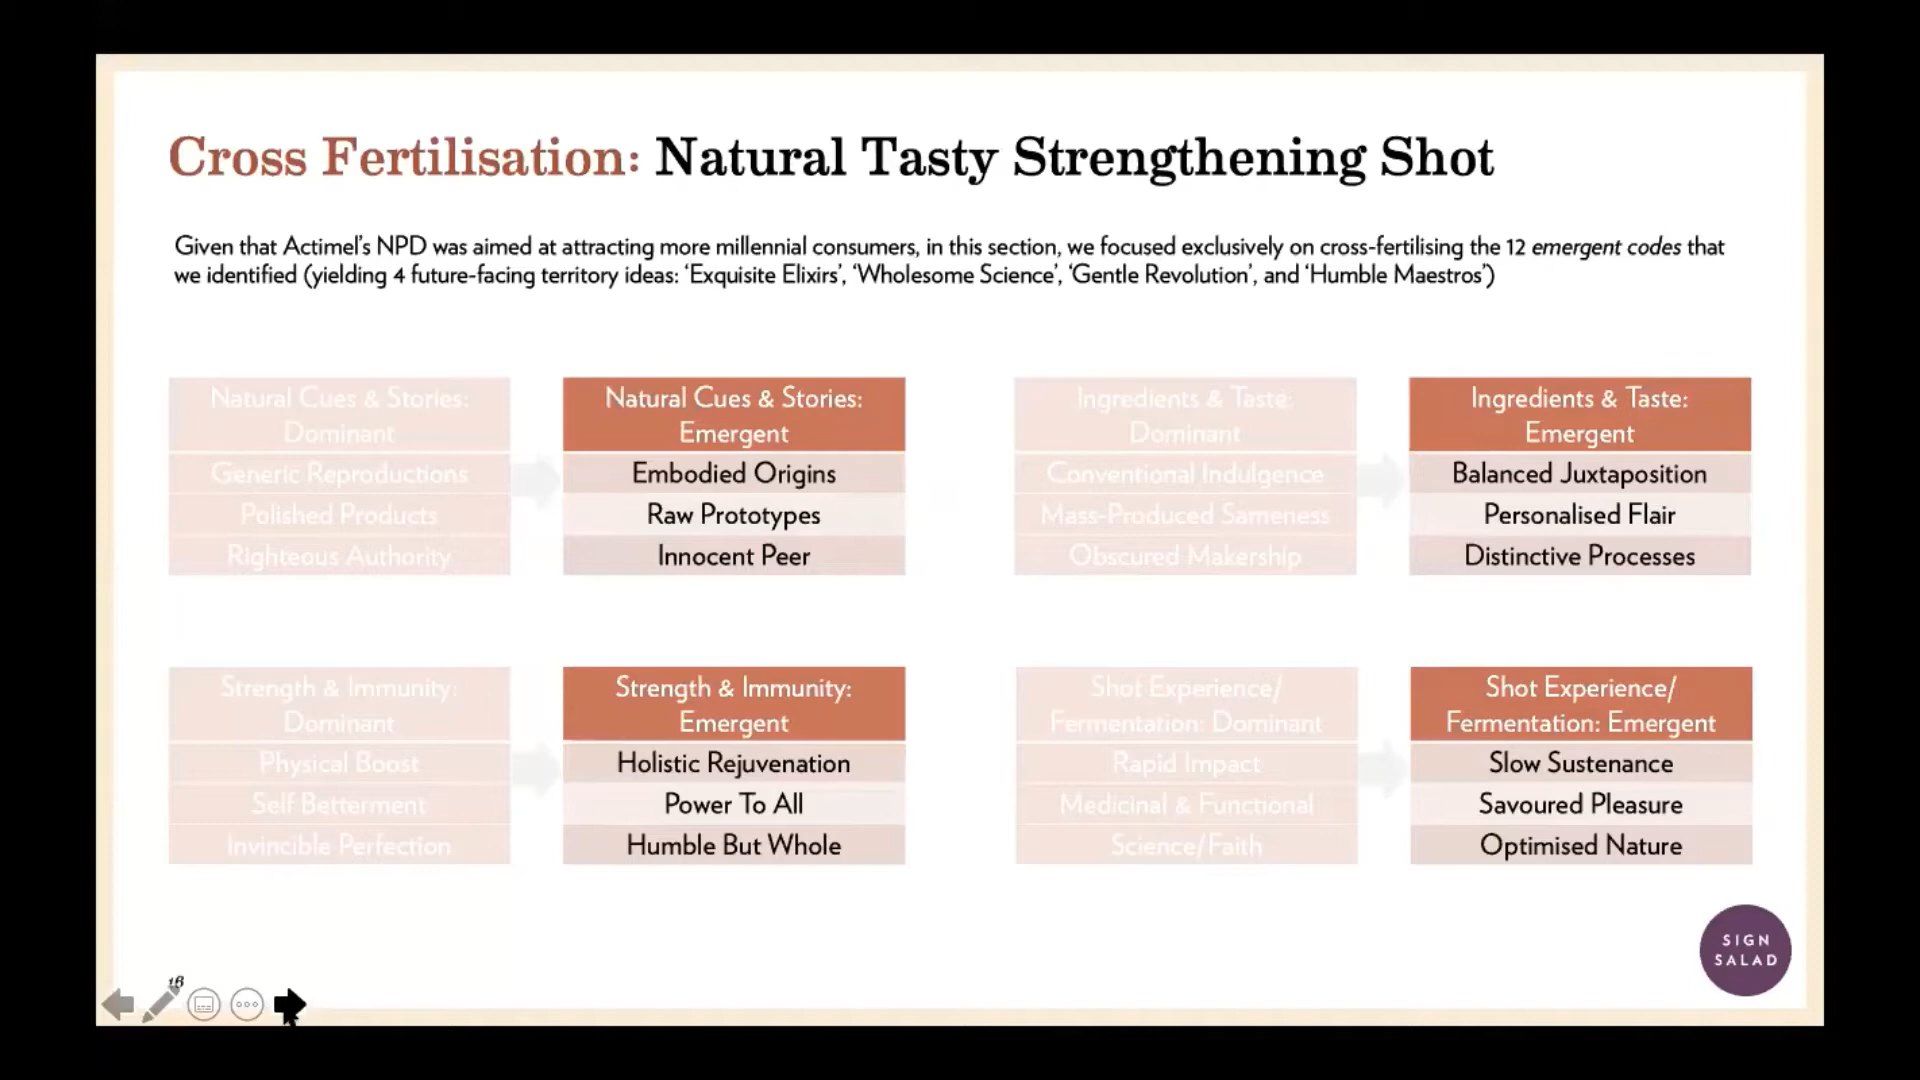 Cross Fertilisation: Natural Tasty Strengthening Shot
Given that Actimel's NPD was aimed at attracting more millennial consumers, in this section, we focused exclusively on cross-fertilising the 12 emergent codes that
we identified (yielding 4 future-facing territory ideas: ‘Exquisite Elixirs’, ‘Wholesome Science’, ‘Gentle Revolution’, and ‘Humble Maestros’)
Natural Cues & Stories:
Dominant
Generic Reproductions
Polished Products
Righteous Authority
Natural Cues & Stories:
Emergent
Embodied Origins
Raw Prototypes
Innocent Peer
Ingredients & Taste:
Dominant
Conventional Indulgence
Mass-Produced Sameness
Obscured Makership
Ingredients & Taste:
Emergent
Balanced Juxtaposition
Personalised Flair
Distinctive Processes
Strength & Immunity:
Dominant
Physical Boost
Self Betterment
Invincible Perfection
Strength & Immunity:
Emergent
Holistic Rejuvenation
Power To All
Humble But Whole
Shot Experience/
Fermentation: Dominant
Rapid Impact
Medicinal & Functional
Science/Faith
Shot Experience/
Fermentation: Emergent
Slow Sustenance
Savoured Pleasure
Optimised Nature
SIGN
SALAD
16